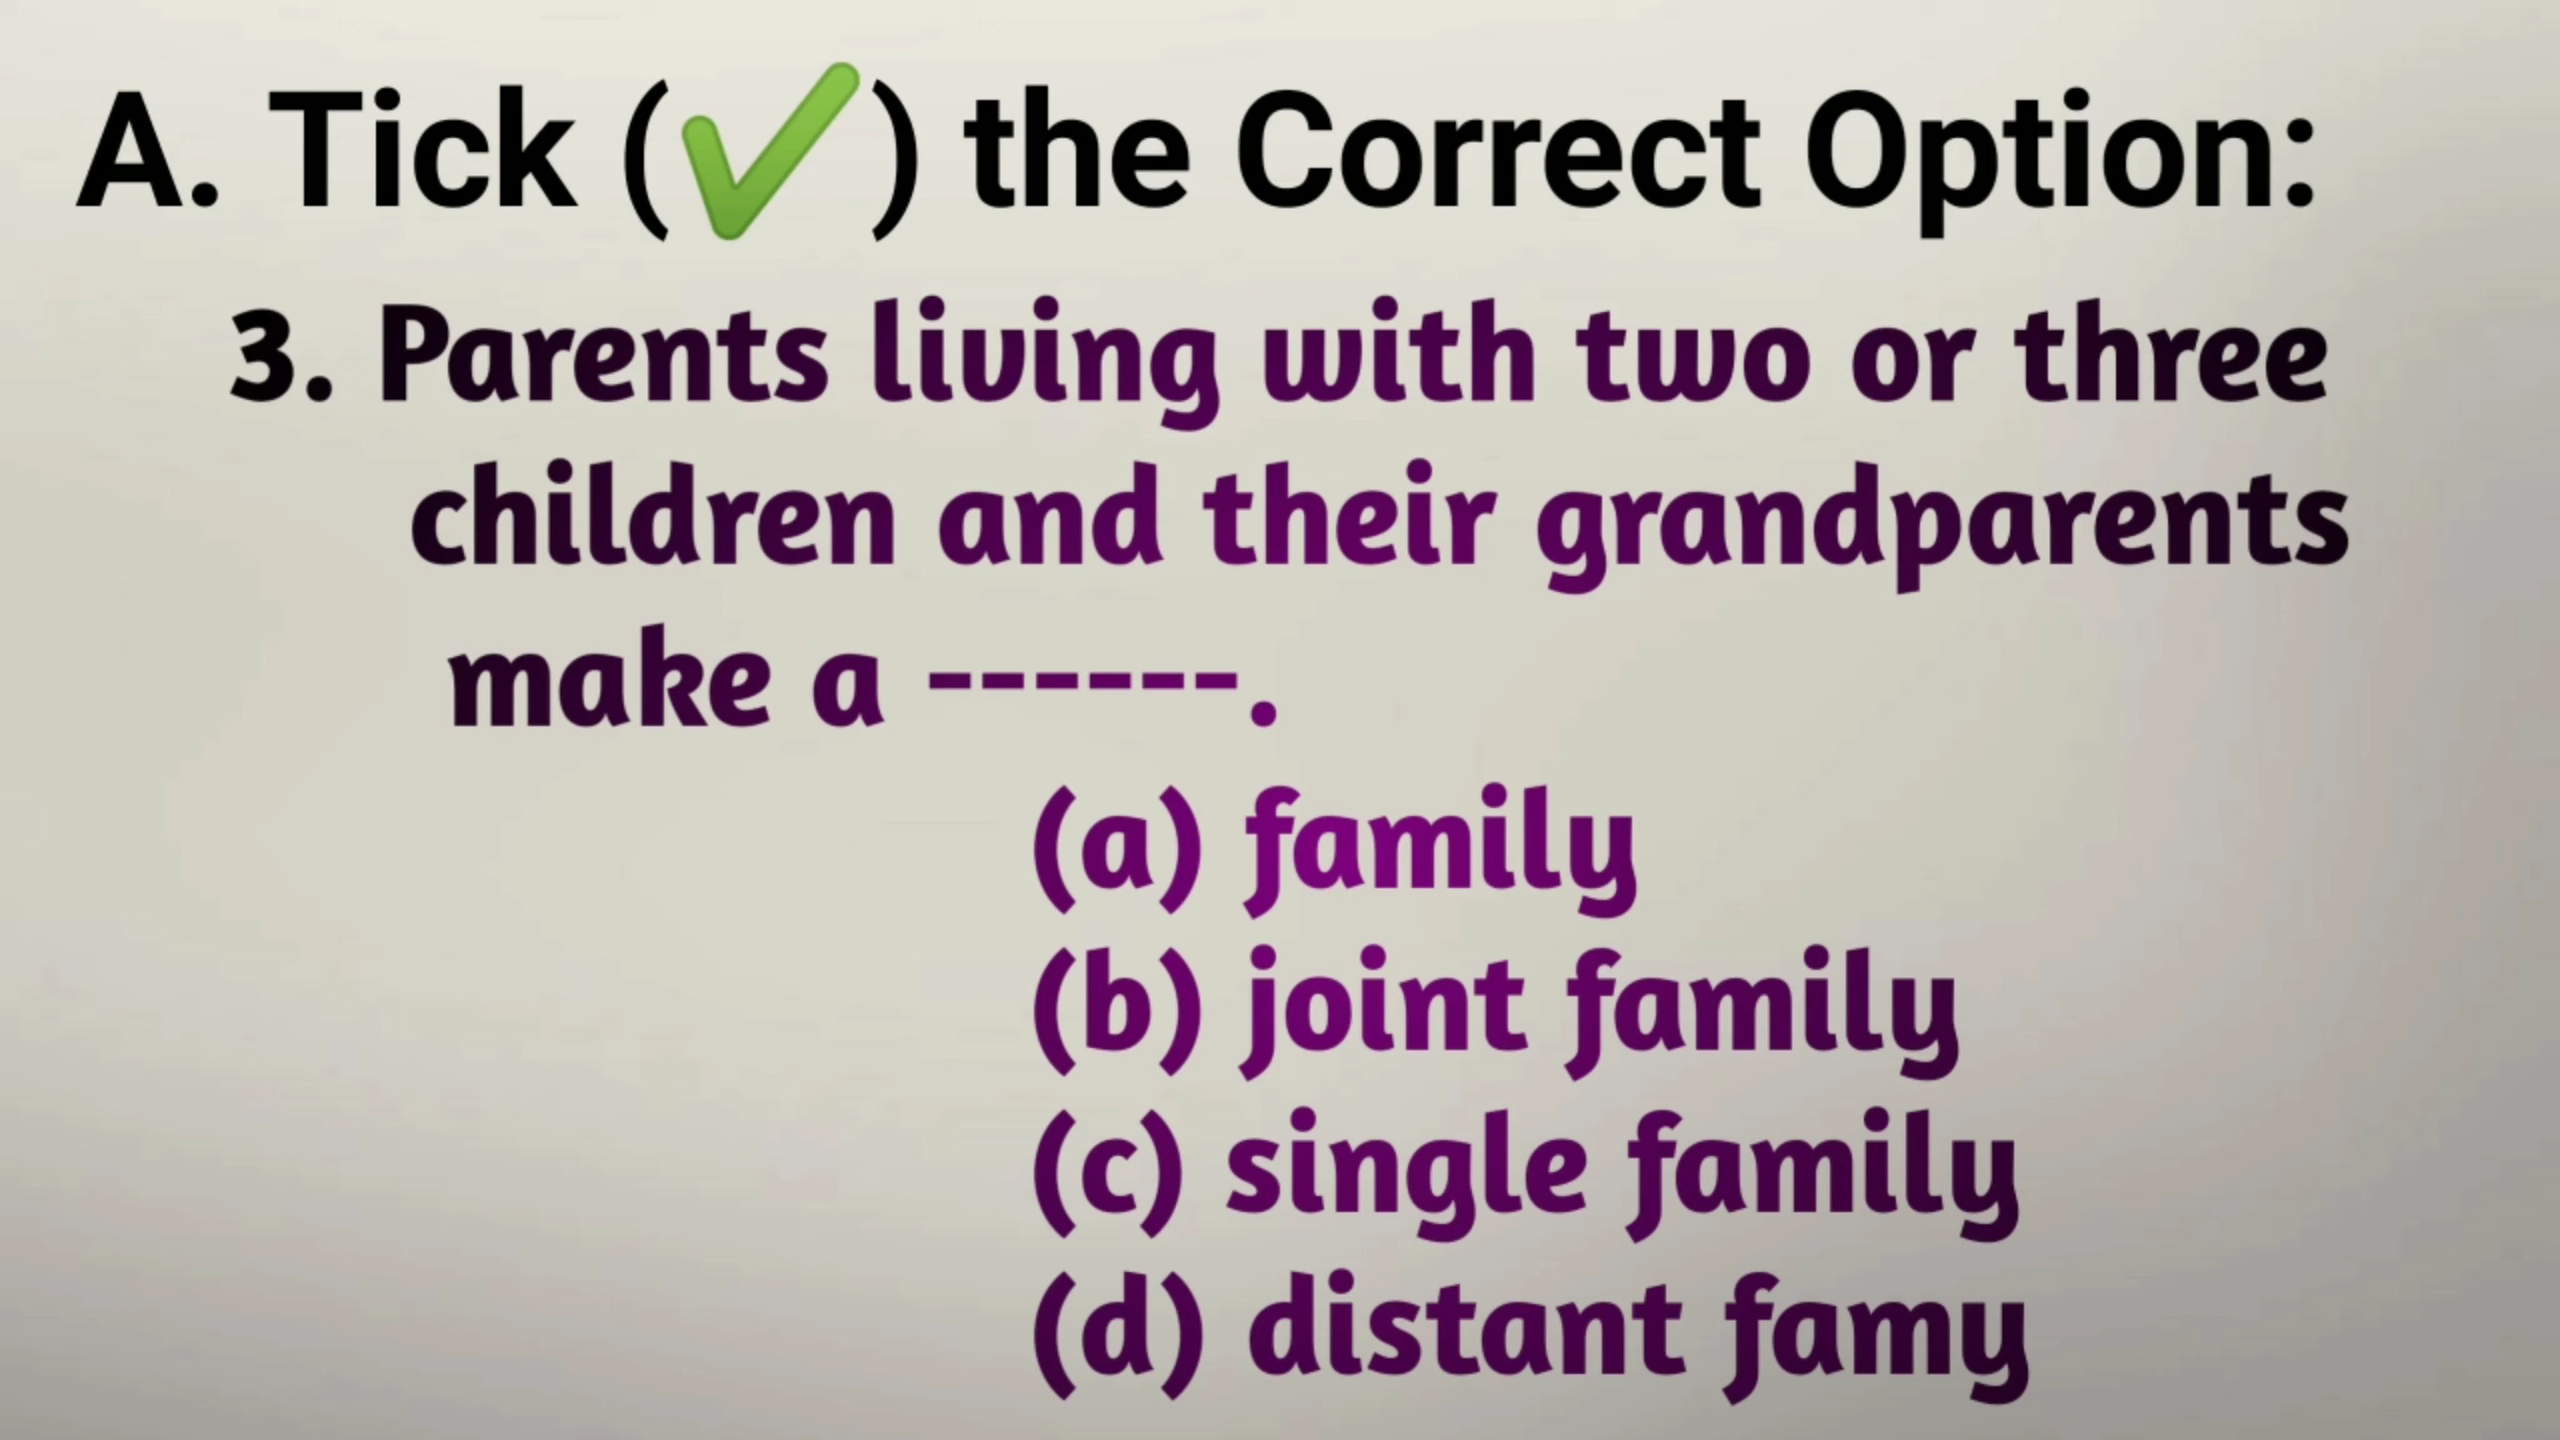 A. Tick (✔) the Correct Option:
3. Parents living with two or three
children and their grandparents
make a ------.
(a) family
(b) joint family
(c) single family
(d) distant famy